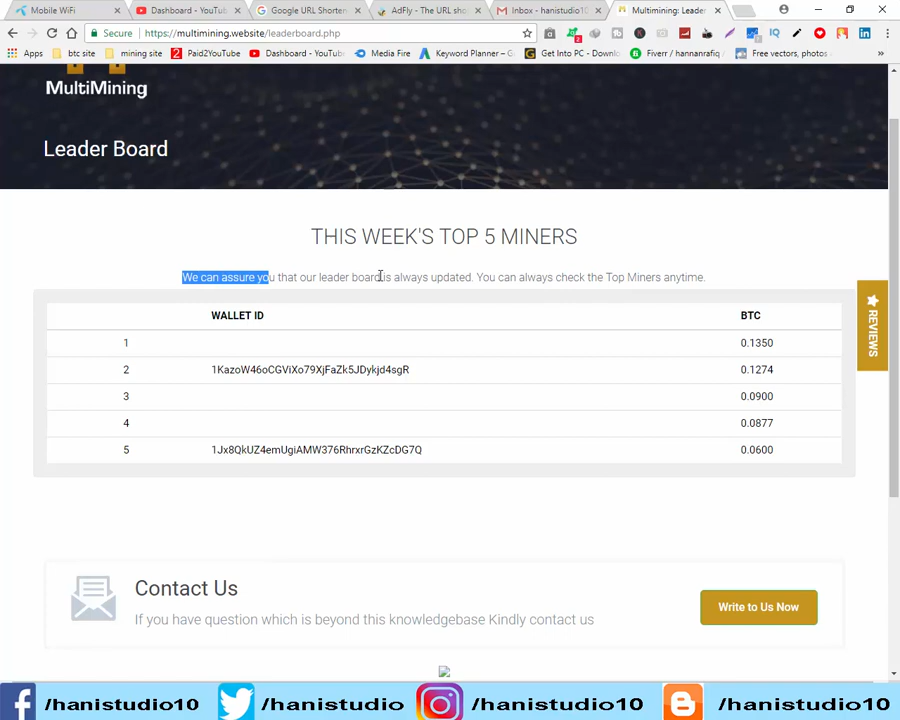 Mobile WiFi
Dashboard - YouTu
Google URL Shorten
AdFly - The URL sho
Inbox - hanistudio10
Multimining: Leader
Secure https://multimining.website/leaderboard.php
Apps btc site mining site Paid2YouTube Dashboard - YouTub Media Fire Keyword Planner – G Get Into PC - Downlo Fiverr / hannanrafiq / Free vectors, photos
MultiMining
Leader Board
THIS WEEK'S TOP 5 MINERS
We can assure you that our leader board is always updated. You can always check the Top Miners anytime.
WALLET ID BTC
1 0.1350
2 1KazoW46oCGViXo79XjFaZk5JDykjd4sgR 0.1274
3 0.0900
4 0.0877
5 1Jx8QkUZ4emUgiAMW376RhrxrGzKZcDG7Q 0.0600
REVIEWS
Contact Us
If you have question which is beyond this knowledgebase Kindly contact us
Write to Us Now
/hanistudio10 /hanistudio /hanistudio10 /hanistudio10